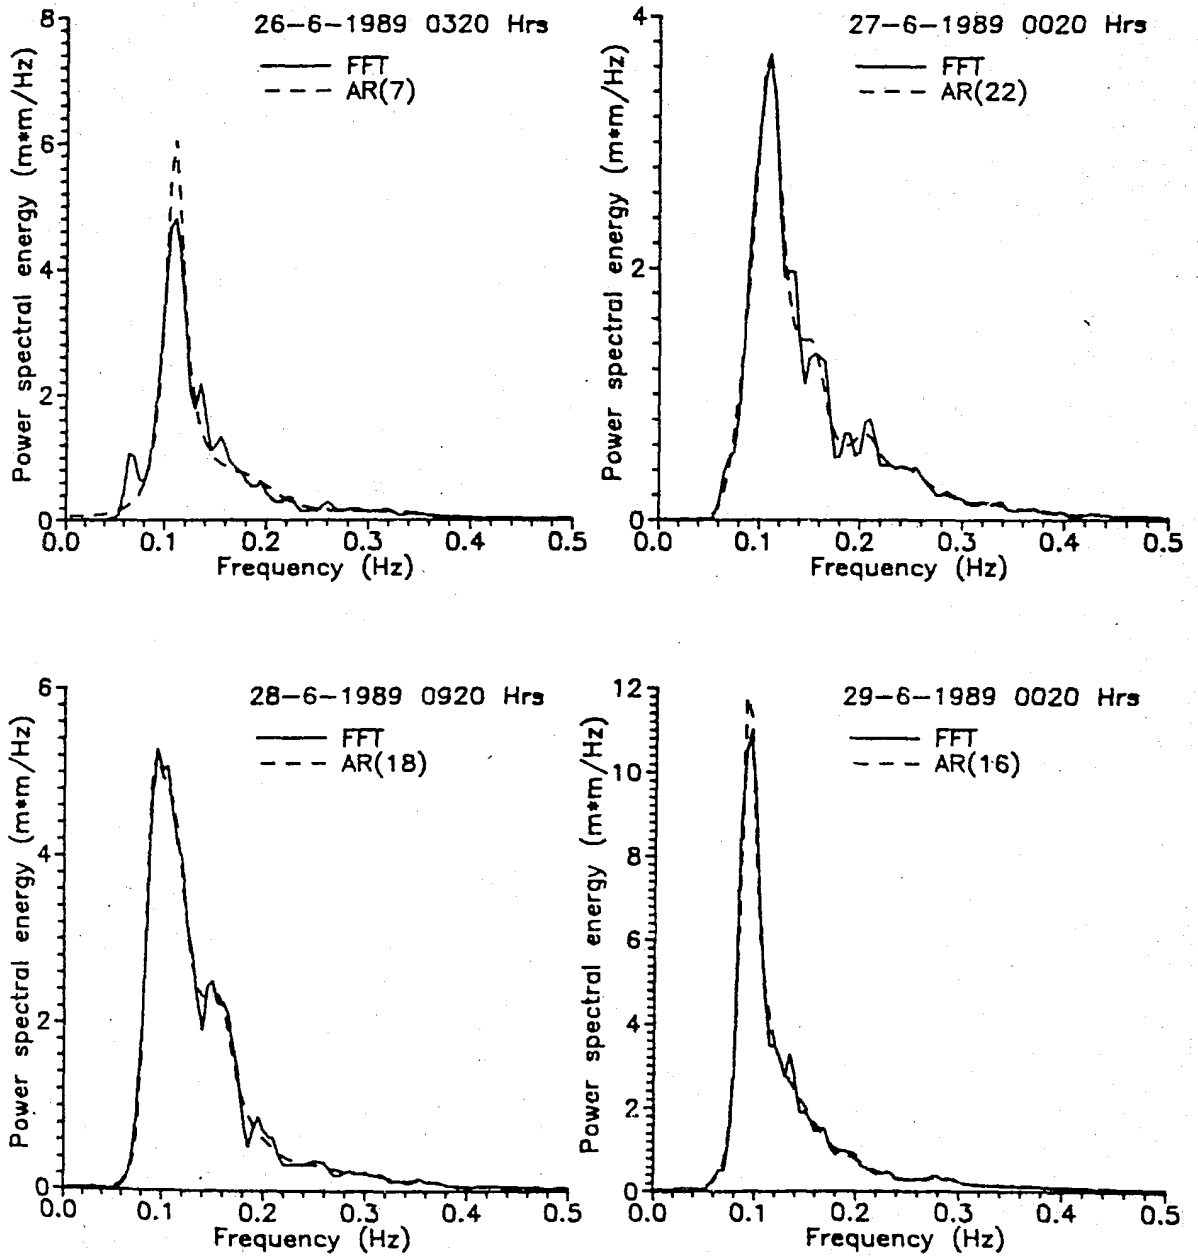 26-6-1989 0320 Hrs
FFT
AR(7)
Power spectral energy (m*m/Hz)
8
6
4
2
0
0.0 0.1 0.2 0.3 0.4 0.5
Frequency (Hz)
27-6-1989 0020 Hrs
FFT
AR(22)
Power spectral energy (m*m/Hz)
4
2
0
0.0 0.1 0.2 0.3 0.4 0.5
Frequency (Hz)
28-6-1989 0920 Hrs
FFT
AR(18)
Power spectral energy (m*m/Hz)
6
4
2
0
0.0 0.1 0.2 0.3 0.4 0.5
Frequency (Hz)
29-6-1989 0020 Hrs
FFT
AR(16)
Power spectral energy (m*m/Hz)
12
10
8
6
4
2
0
0.0 0.1 0.2 0.3 0.4 0.5
Frequency (Hz)